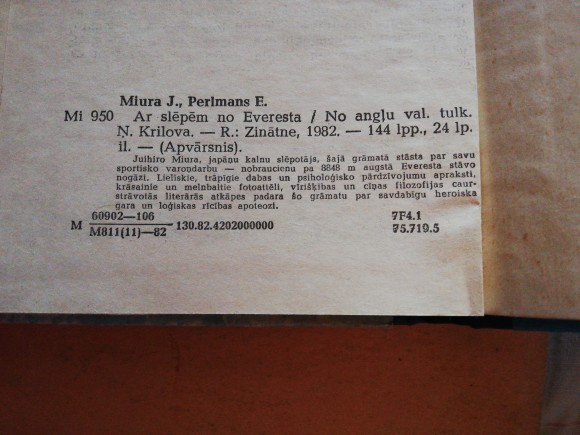 Miura J., Perlmans E.
Mi 950 Ar slēpēm no Everesta / No angļu val. tulk.
Ņ. Krilova. — R.: Zinātne, 1982. — 144 lpp., 24 lp.
il. — (Apvārsnis).
Juihiro Miura, japāņu kalnu slēpotājs, šajā grāmatā stāsta par savu
sportisko varoņdarbu — nobraucienu pa 8848 m augstā Everesta stāvo
nogāzi. Lieliskie, trāpīgie dabas un psiholoģisko pārdzīvojumu apraksti,
krāsainie un melnbaltie fotoattēli, vīrišķības un cīņas filozofijas caur-
strāvotās literārās atkāpes padara šo grāmatu par savdabīgu heroiska
gara un loģiskas rīcības apoteozi.
M 60902—106 / M811(11)—82 130.82.4202000000
7F4.1
75.719.5